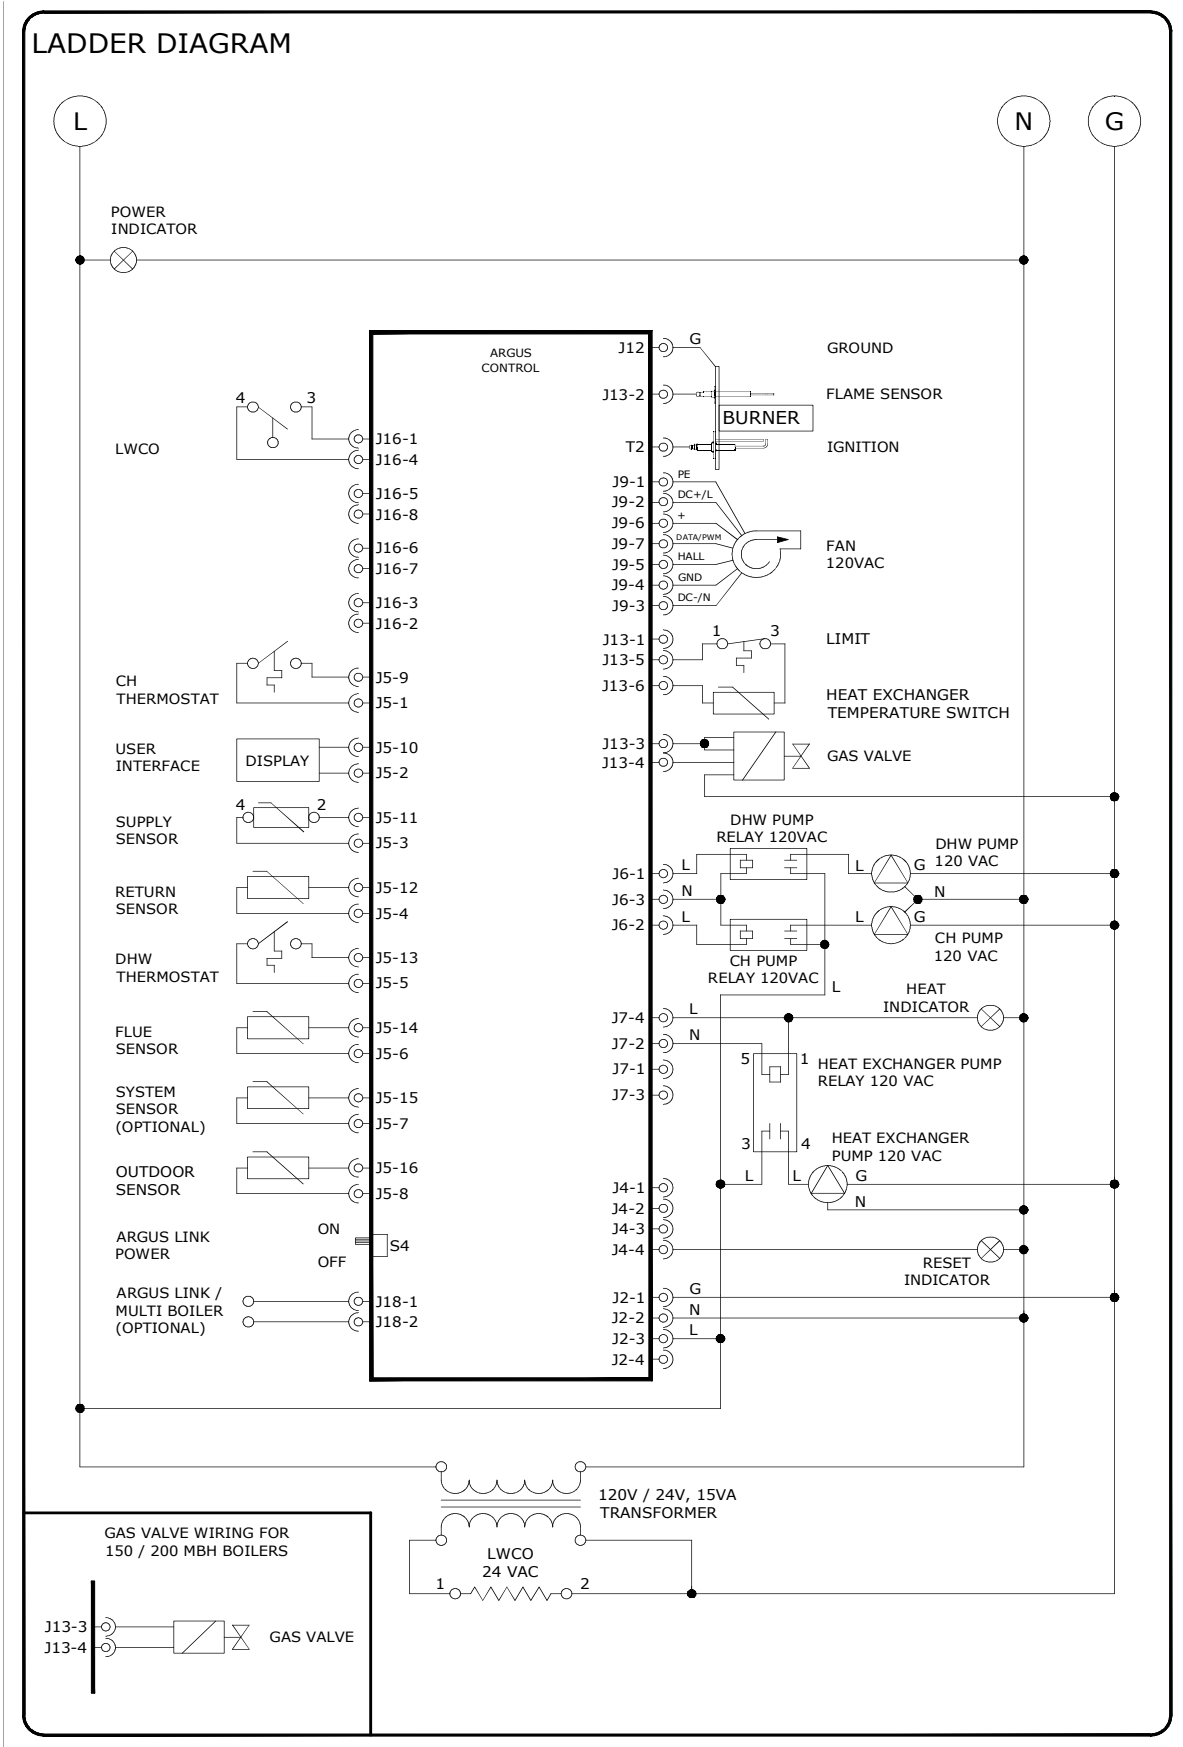 LADDER DIAGRAM
L
N
G
POWER
INDICATOR
ARGUS
CONTROL
LWCO
4
3
J16-1
J16-4
J16-5
J16-8
J16-6
J16-7
J16-3
J16-2
CH
THERMOSTAT
J5-9
J5-1
USER
INTERFACE
DISPLAY
J5-10
J5-2
SUPPLY
SENSOR
4
2
J5-11
J5-3
RETURN
SENSOR
J5-12
J5-4
DHW
THERMOSTAT
J5-13
J5-5
FLUE
SENSOR
J5-14
J5-6
SYSTEM
SENSOR
(OPTIONAL)
J5-15
J5-7
OUTDOOR
SENSOR
J5-16
J5-8
ARGUS LINK
POWER
ON
OFF
S4
ARGUS LINK /
MULTI BOILER
(OPTIONAL)
J18-1
J18-2
J12
G
GROUND
J13-2
FLAME SENSOR
BURNER
T2
IGNITION
J9-1
PE
J9-2
DC+/L
J9-6
+
J9-7
DATA/PWM
J9-5
HALL
J9-4
GND
J9-3
DC-/N
FAN
120VAC
J13-1
J13-5
J13-6
1
3
LIMIT
HEAT EXCHANGER
TEMPERATURE SWITCH
J13-3
J13-4
GAS VALVE
DHW PUMP
RELAY 120VAC
DHW PUMP
120 VAC
J6-1
L
L
G
J6-3
N
N
J6-2
L
L
G
CH PUMP
RELAY 120VAC
CH PUMP
120 VAC
L
HEAT
INDICATOR
J7-4
L
J7-2
N
J7-1
J7-3
5
1
HEAT EXCHANGER PUMP
RELAY 120 VAC
3
4
HEAT EXCHANGER
PUMP 120 VAC
L
L
G
N
J4-1
J4-2
J4-3
J4-4
RESET
INDICATOR
J2-1
G
J2-2
N
J2-3
L
J2-4
120V / 24V, 15VA
TRANSFORMER
LWCO
24 VAC
1
2
GAS VALVE WIRING FOR
150 / 200 MBH BOILERS
J13-3
J13-4
GAS VALVE